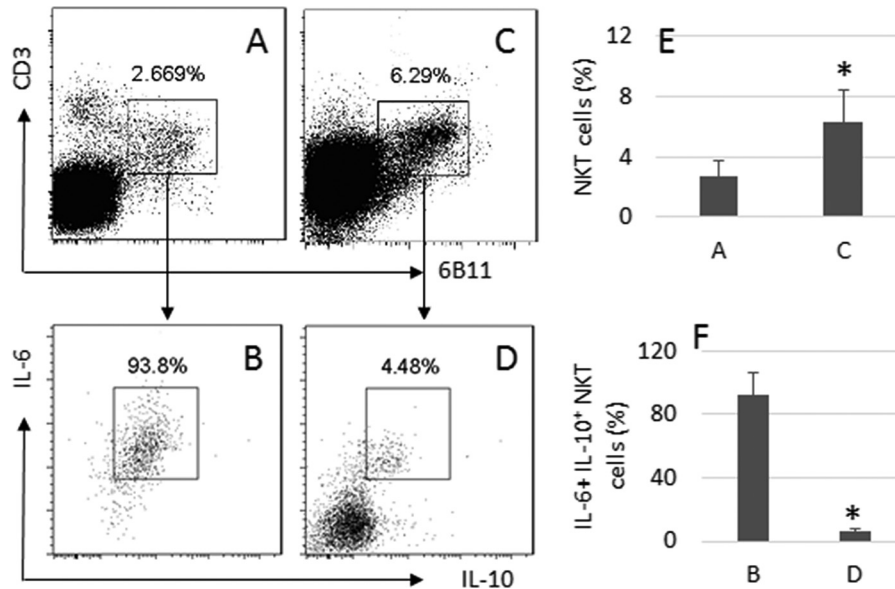 A
CD3
2.669%
C
6.29%
6B11
B
IL-6
93.8%
D
4.48%
IL-10
E
NKT cells (%)
12
8
4
0
*
A
C
F
IL-6+ IL-10⁺ NKT
cells (%)
120
80
40
0
*
B
D